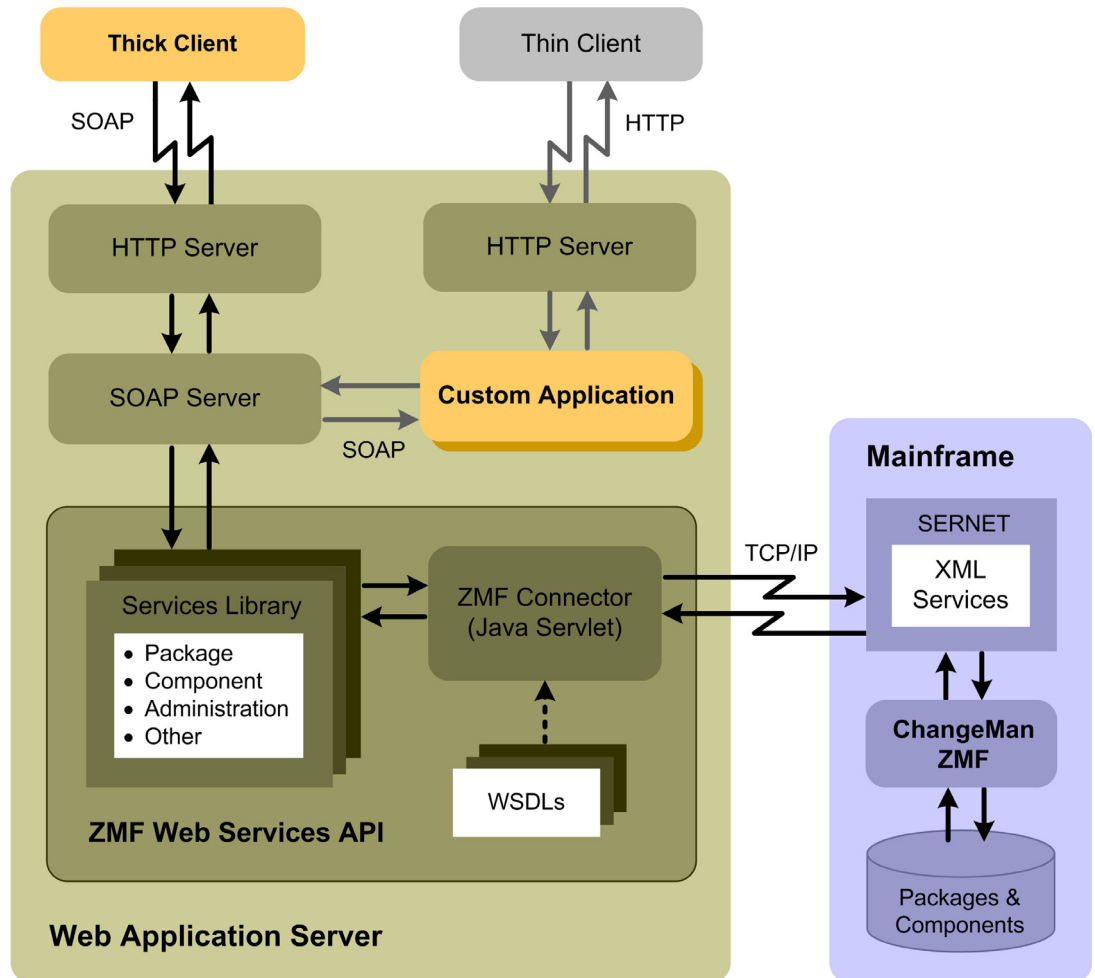 Thick Client
Thin Client
SOAP
HTTP
HTTP Server
HTTP Server
SOAP Server
Custom Application
SOAP
Mainframe
SERNET
XML
Services
TCP/IP
Services Library
• Package
• Component
• Administration
• Other
ZMF Connector
(Java Servlet)
WSDLs
ZMF Web Services API
ChangeMan
ZMF
Packages &
Components
Web Application Server